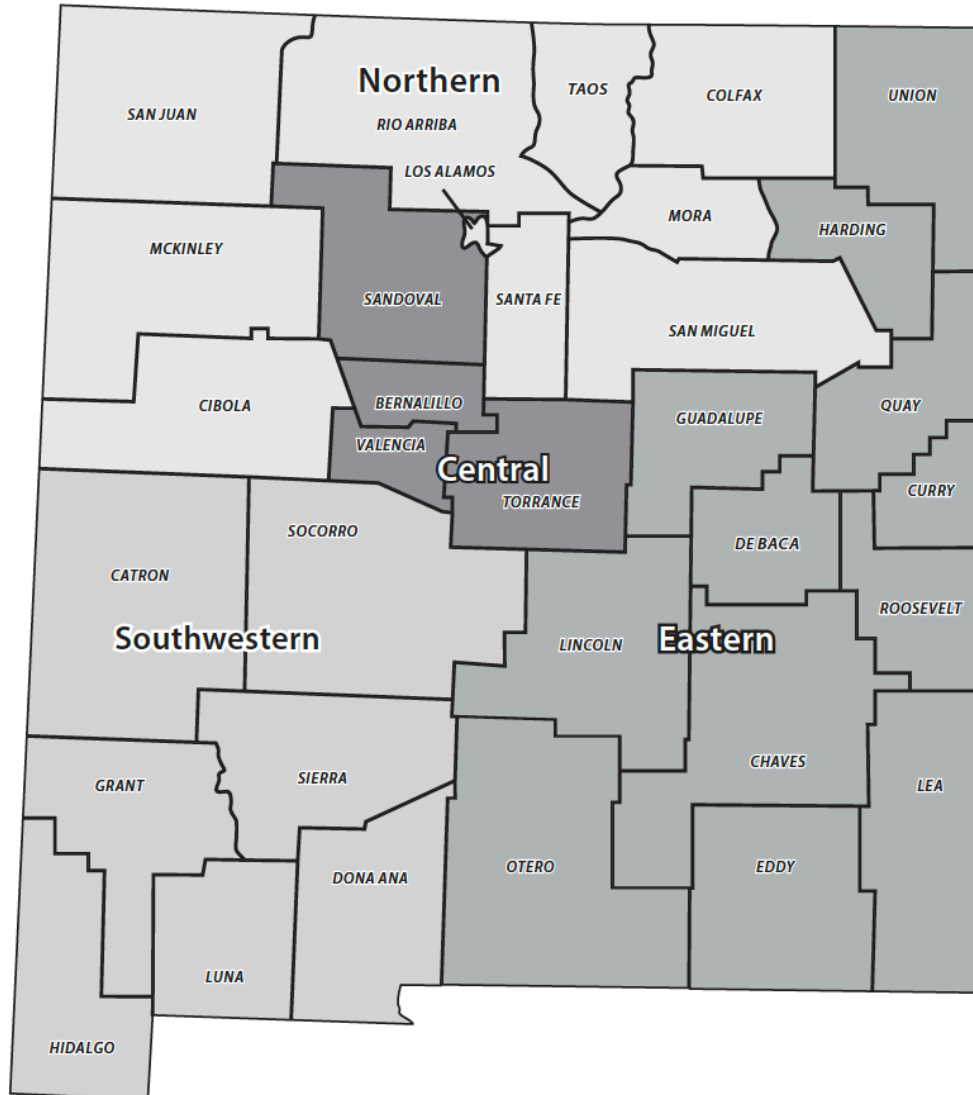 Northern
TAOS
COLFAX
UNION
SAN JUAN
RIO ARRIBA
LOS ALAMOS
MORA
HARDING
MCKINLEY
SANDOVAL
SANTA FE
SAN MIGUEL
CIBOLA
BERNALILLO
GUADALUPE
QUAY
VALENCIA
Central
TORRANCE
CURRY
SOCORRO
DE BACA
CATRON
ROOSEVELT
Southwestern
LINCOLN
Eastern
GRANT
SIERRA
CHAVES
LEA
DONA ANA
OTERO
EDDY
LUNA
HIDALGO